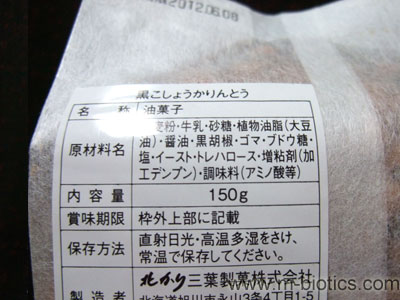 2012.06.08
黒こしょうかりんとう
名 称 油菓子
原材料名 麦粉・牛乳・砂糖・植物油脂(大豆
油)・醤油・黒胡椒・ゴマ・ブドウ糖・
塩・イースト・トレハロース・増粘剤(加
工デンプン)・調味料(アミノ酸等)
内容量 150g
賞味期限 枠外上部に記載
保存方法 直射日光・高温多湿をさけ、
常温で保存してください。
製造者 北かり 三葉製菓株式会社
北海道旭川市永山3条4丁目1-5
www.m-biotics.com